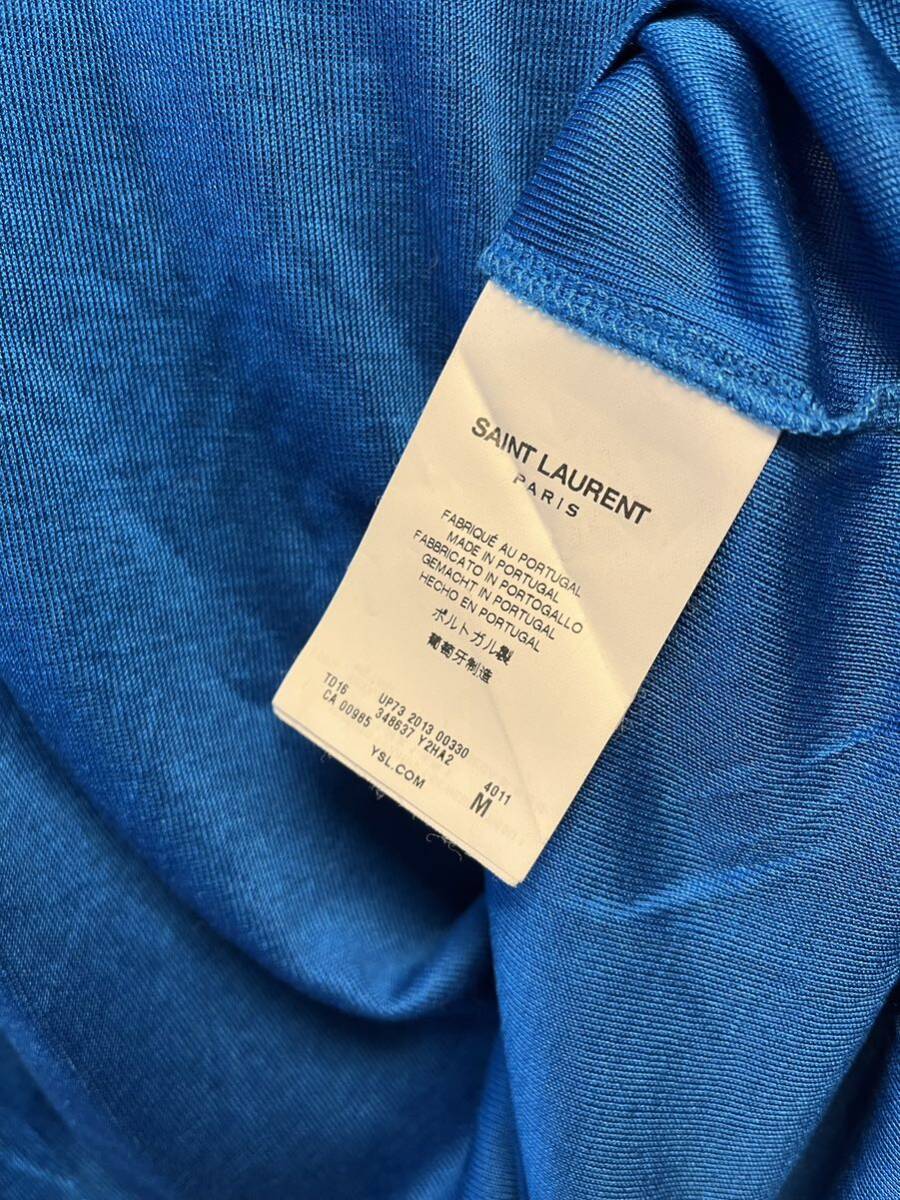 SAINT LAURENT
PARIS
FABRIQUÉ AU PORTUGAL
MADE IN PORTUGAL
FABBRICATO IN PORTOGALLO
GEMACHT IN PORTUGAL
HECHO EN PORTUGAL
ポルトガル製
葡萄牙制造
TD16 UP73 2013 00330
CA 00985 348637 Y2HA2 4011
YSL.COM M